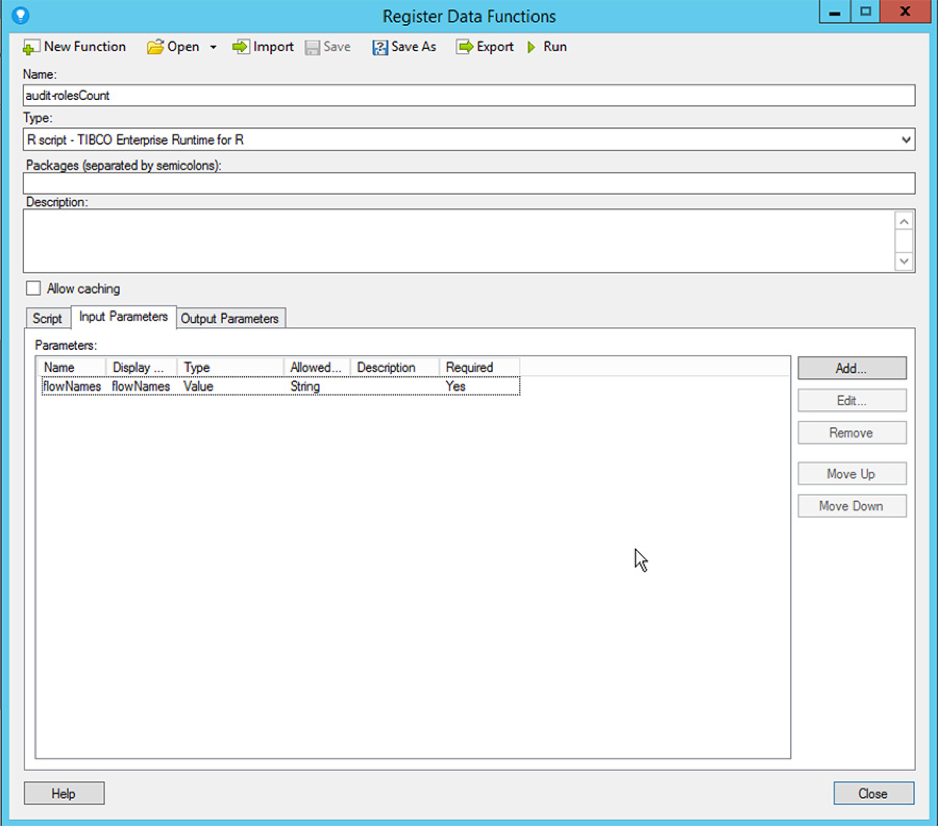 Register Data Functions
New Function Open Import Save Save As Export Run
Name:
audit-rolesCount
Type:
R script - TIBCO Enterprise Runtime for R
Packages (separated by semicolons):
Description:
Allow caching
Script Input Parameters Output Parameters
Parameters:
Name Display ... Type Allowed... Description Required
flowNames flowNames Value String Yes
Add...
Edit...
Remove
Move Up
Move Down
Help Close